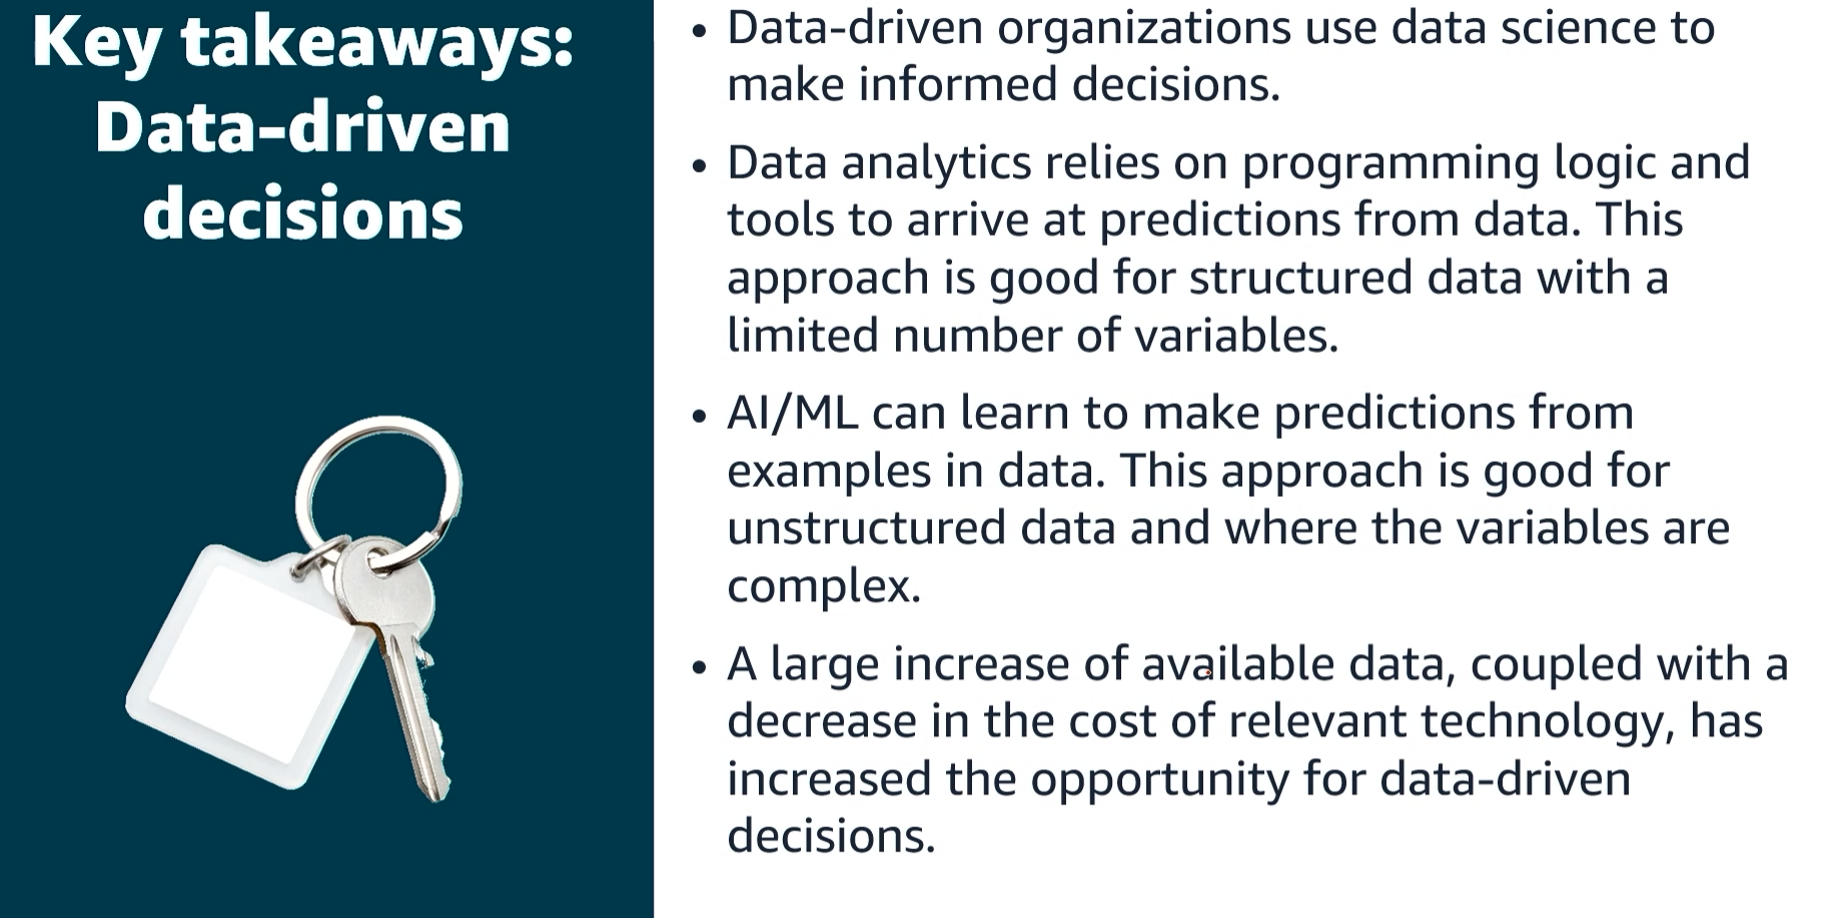 Key takeaways:
Data-driven
decisions
• Data-driven organizations use data science to
make informed decisions.
• Data analytics relies on programming logic and
tools to arrive at predictions from data. This
approach is good for structured data with a
limited number of variables.
• AI/ML can learn to make predictions from
examples in data. This approach is good for
unstructured data and where the variables are
complex.
• A large increase of available data, coupled with a
decrease in the cost of relevant technology, has
increased the opportunity for data-driven
decisions.